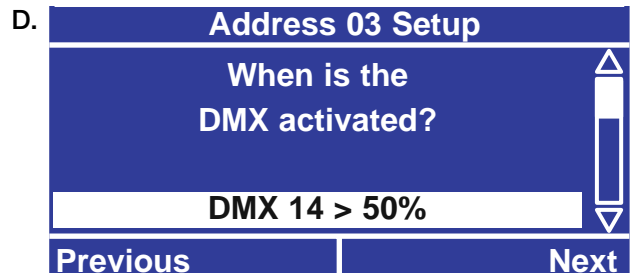 D.
Address 03 Setup
When is the
DMX activated?
DMX 14 > 50%
Previous Next